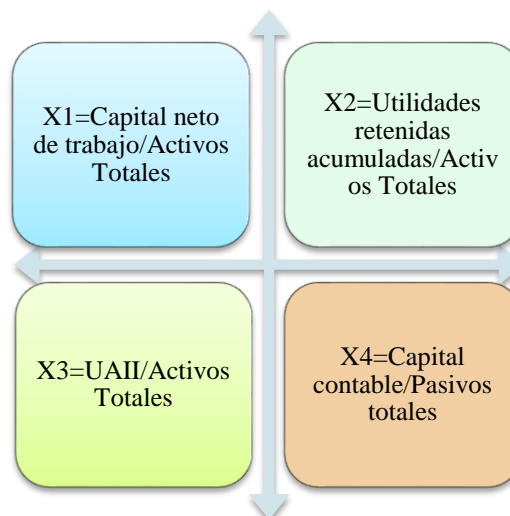 X1=Capital neto
de trabajo/Activos
Totales
X2=Utilidades
retenidas
acumuladas/Activ
os Totales
X3=UAII/Activos
Totales
X4=Capital
contable/Pasivos
totales